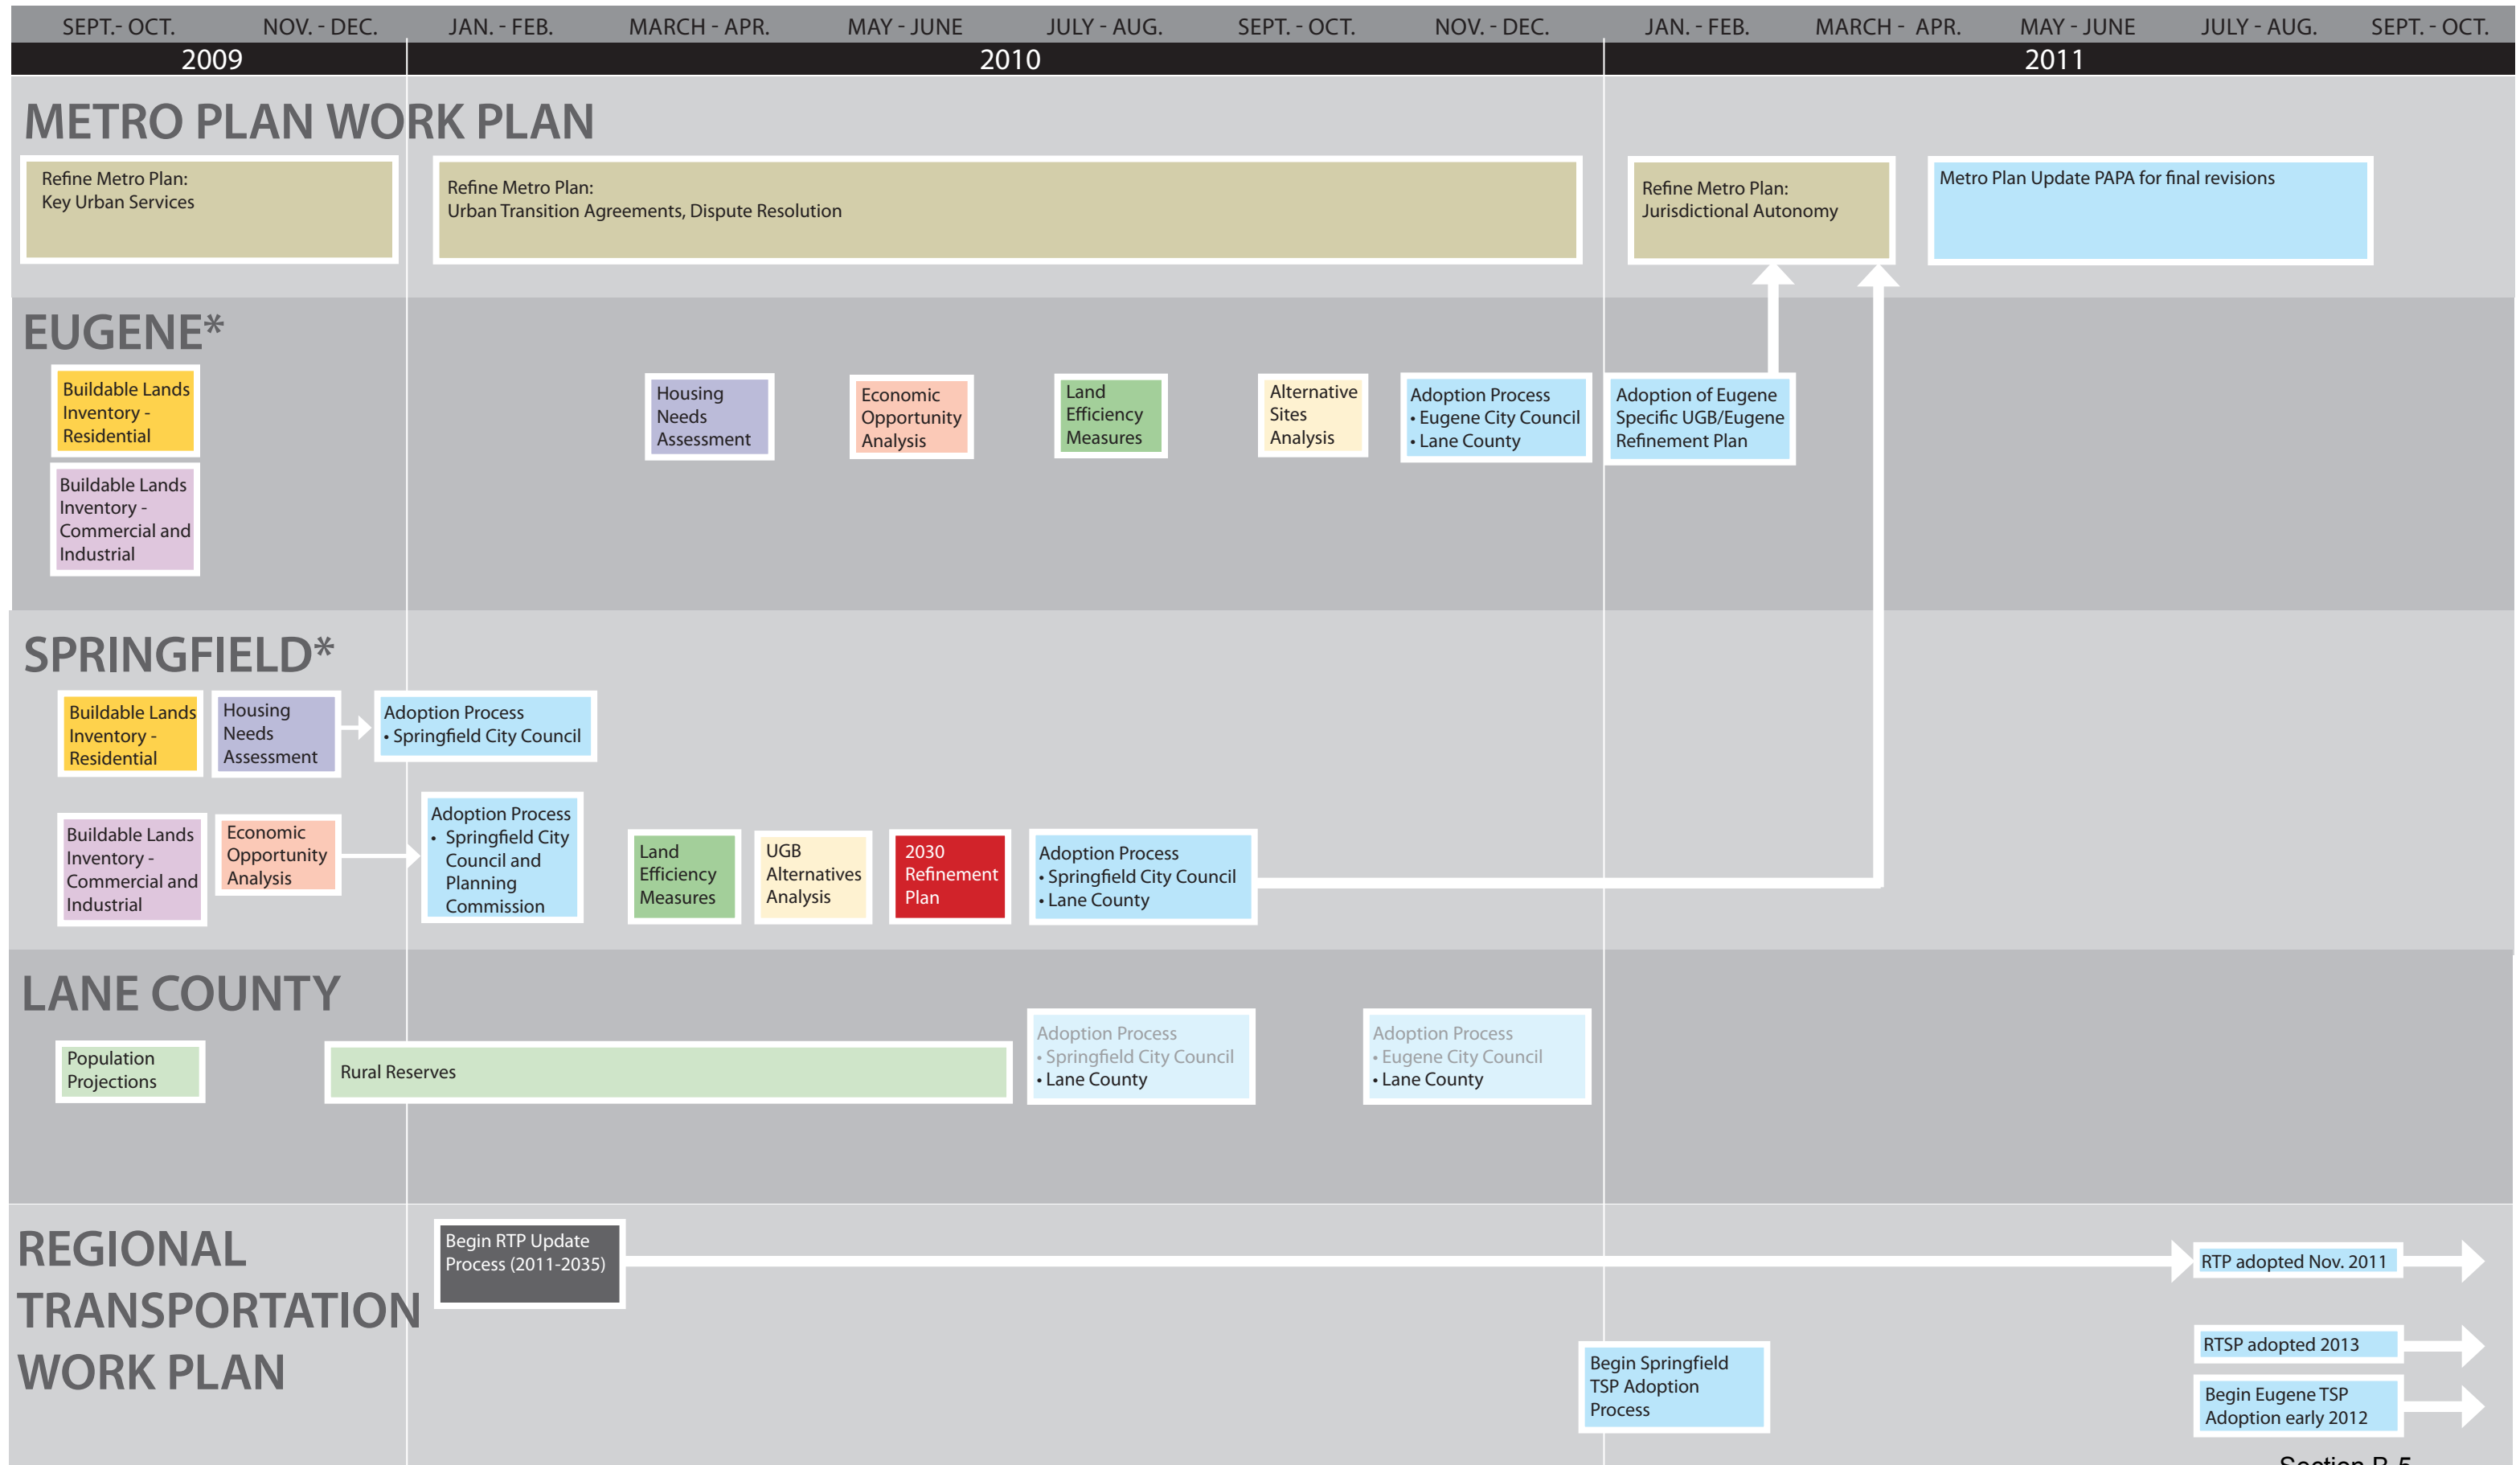 SEPT.- OCT. NOV. - DEC. JAN. - FEB. MARCH - APR. MAY - JUNE JULY - AUG. SEPT. - OCT. NOV. - DEC. JAN. - FEB. MARCH - APR. MAY - JUNE JULY - AUG. SEPT. - OCT.
2009 2010 2011
METRO PLAN WORK PLAN
Refine Metro Plan:
Key Urban Services
Refine Metro Plan:
Urban Transition Agreements, Dispute Resolution
Refine Metro Plan:
Jurisdictional Autonomy
Metro Plan Update PAPA for final revisions
EUGENE*
Buildable Lands
Inventory -
Residential
Buildable Lands
Inventory -
Commercial and
Industrial
Housing
Needs
Assessment
Economic
Opportunity
Analysis
Land
Efficiency
Measures
Alternative
Sites
Analysis
Adoption Process
• Eugene City Council
• Lane County
Adoption of Eugene
Specific UGB/Eugene
Refinement Plan
SPRINGFIELD*
Buildable Lands
Inventory -
Residential
Housing
Needs
Assessment
Adoption Process
• Springfield City Council
Buildable Lands
Inventory -
Commercial and
Industrial
Economic
Opportunity
Analysis
Adoption Process
• Springfield City
Council and
Planning
Commission
Land
Efficiency
Measures
UGB
Alternatives
Analysis
2030
Refinement
Plan
Adoption Process
• Springfield City Council
• Lane County
LANE COUNTY
Population
Projections
Rural Reserves
Adoption Process
• Springfield City Council
• Lane County
Adoption Process
• Eugene City Council
• Lane County
REGIONAL
TRANSPORTATION
WORK PLAN
Begin RTP Update
Process (2011-2035)
RTP adopted Nov. 2011
Begin Springfield
TSP Adoption
Process
RTSP adopted 2013
Begin Eugene TSP
Adoption early 2012
Section B-5